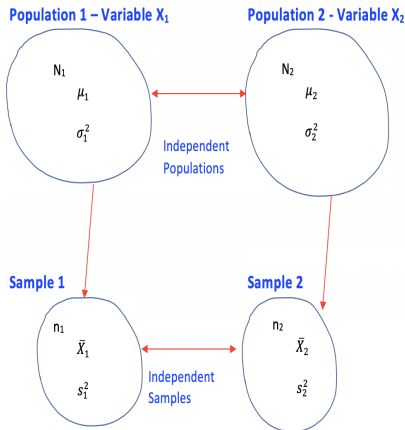 Population 1 – Variable X₁
Population 2 - Variable X₂
N₁
μ₁
σ₁²
N₂
μ₂
σ₂²
Independent
Populations
Sample 1
Sample 2
n₁
X̄₁
s₁²
n₂
X̄₂
s₂²
Independent
Samples